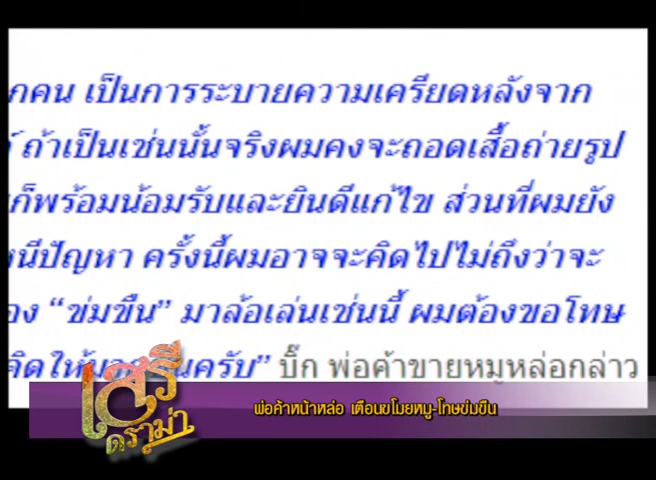 กคน เป็นการระบายความเครียดหลังจาก
ถ้าเป็นเช่นนั้นจริงผมคงจะถอดเสื้อถ่ายรูป
ก็พร้อมน้อมรับและยินดีแก้ไข ส่วนที่ผมยัง
นีปัญหา ครั้งนี้ผมอาจจะคิดไปไม่ถึงว่าจะ
อง “ข่มขืน” มาล้อเล่นเช่นนี้ ผมต้องขอโทษ
คิดให้ นครับ” บิ๊ก พ่อค้าขายหมูหล่อกล่าว
เสรี
ดราม่า
พ่อค้าหน้าหล่อ เตือนขโมยหมู-โทษข่มขืน